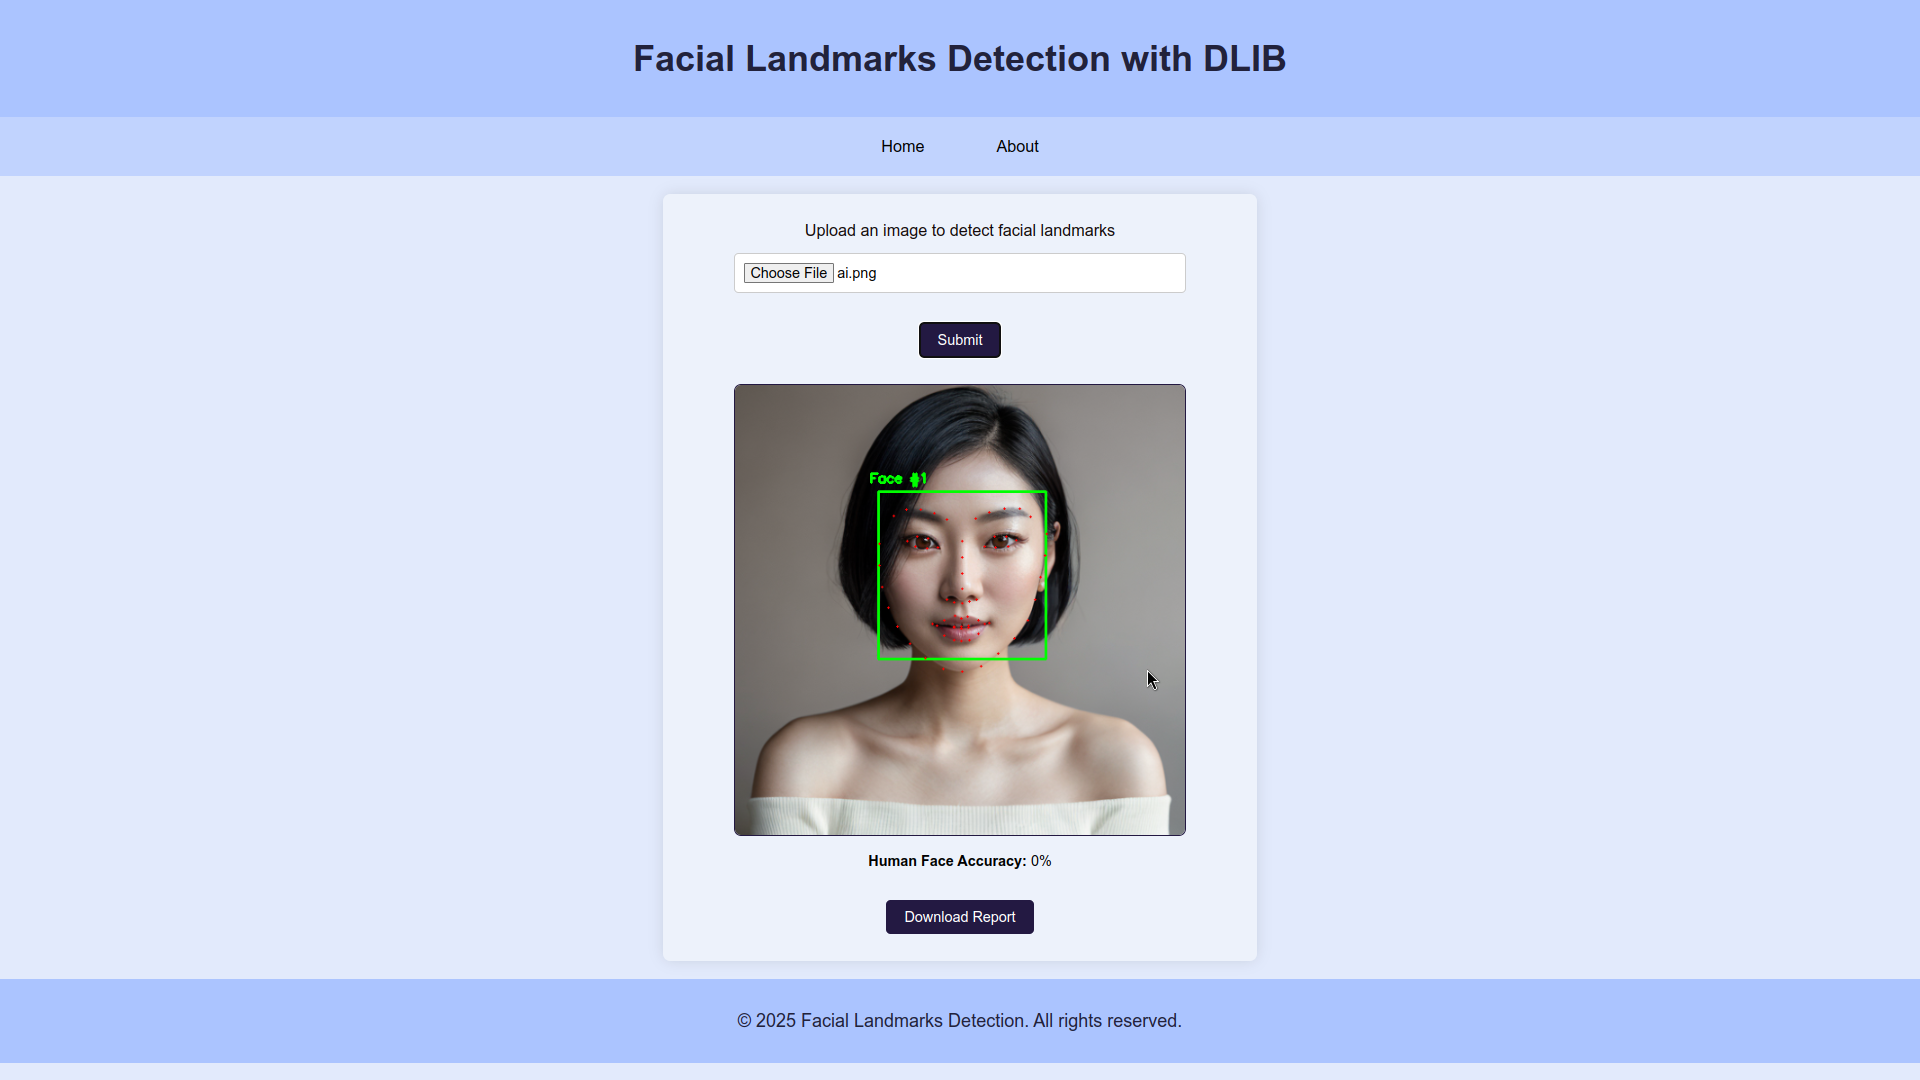 Facial Landmarks Detection with DLIB
Home About
Upload an image to detect facial landmarks
Choose File ai.png
Submit
Face #1
Human Face Accuracy: 0%
Download Report
© 2025 Facial Landmarks Detection. All rights reserved.